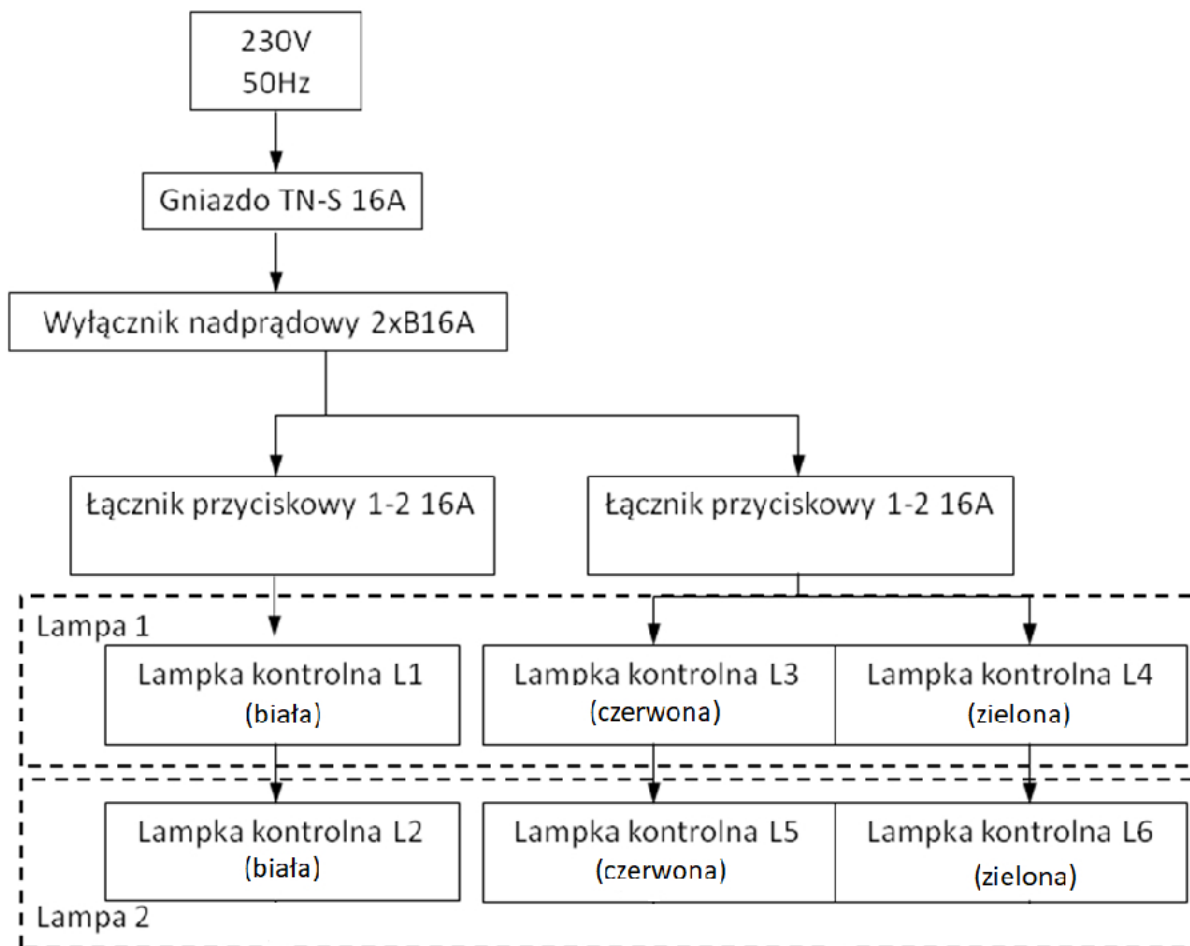 230V
50Hz
Gniazdo TN-S 16A
Wyłącznik nadprądowy 2xB16A
Łącznik przyciskowy 1-2 16A
Łącznik przyciskowy 1-2 16A
Lampa 1
Lampka kontrolna L1
(biała)
Lampka kontrolna L3
(czerwona)
Lampka kontrolna L4
(zielona)
Lampka kontrolna L2
(biała)
Lampka kontrolna L5
(czerwona)
Lampka kontrolna L6
(zielona)
Lampa 2